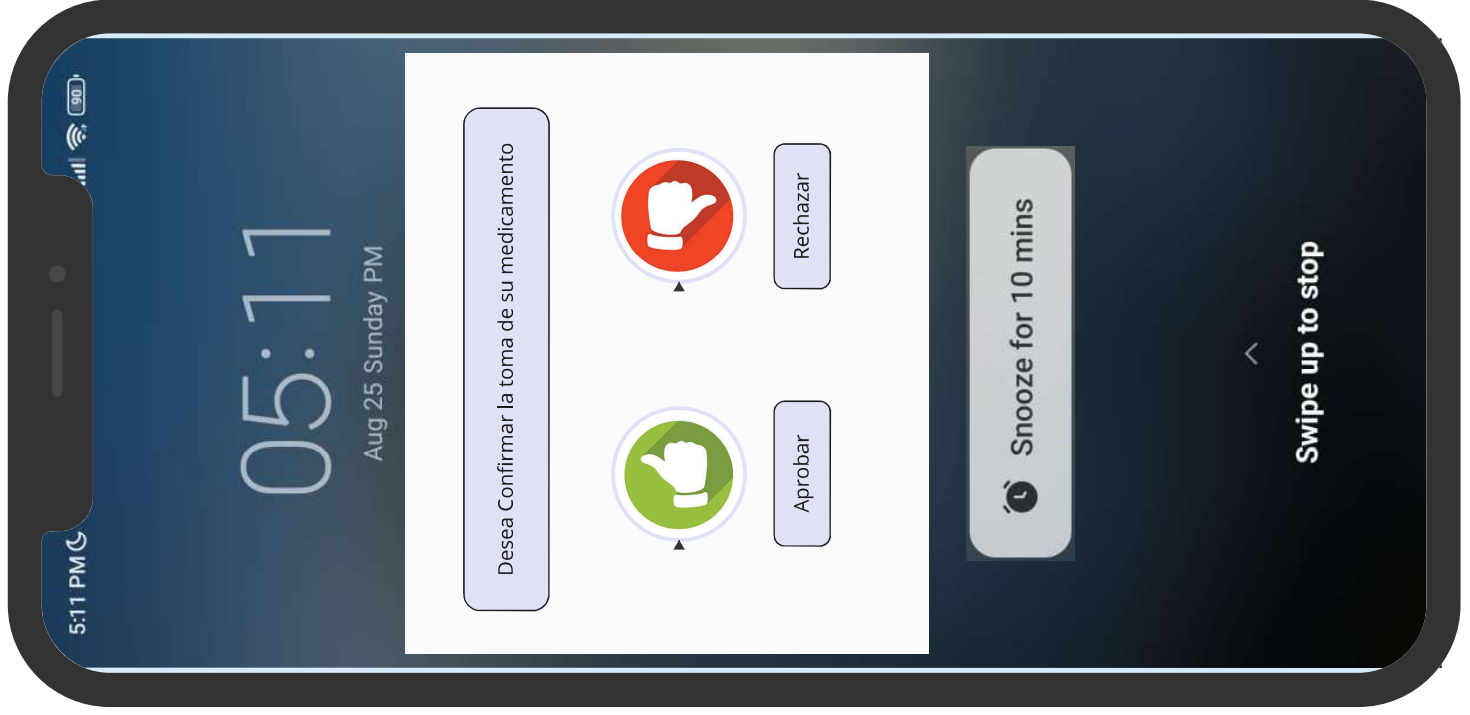 5:11 PM
90
05:11
Aug 25 Sunday PM
Desea Confirmar la toma de su medicamento
Aprobar
Rechazar
Snooze for 10 mins
Swipe up to stop